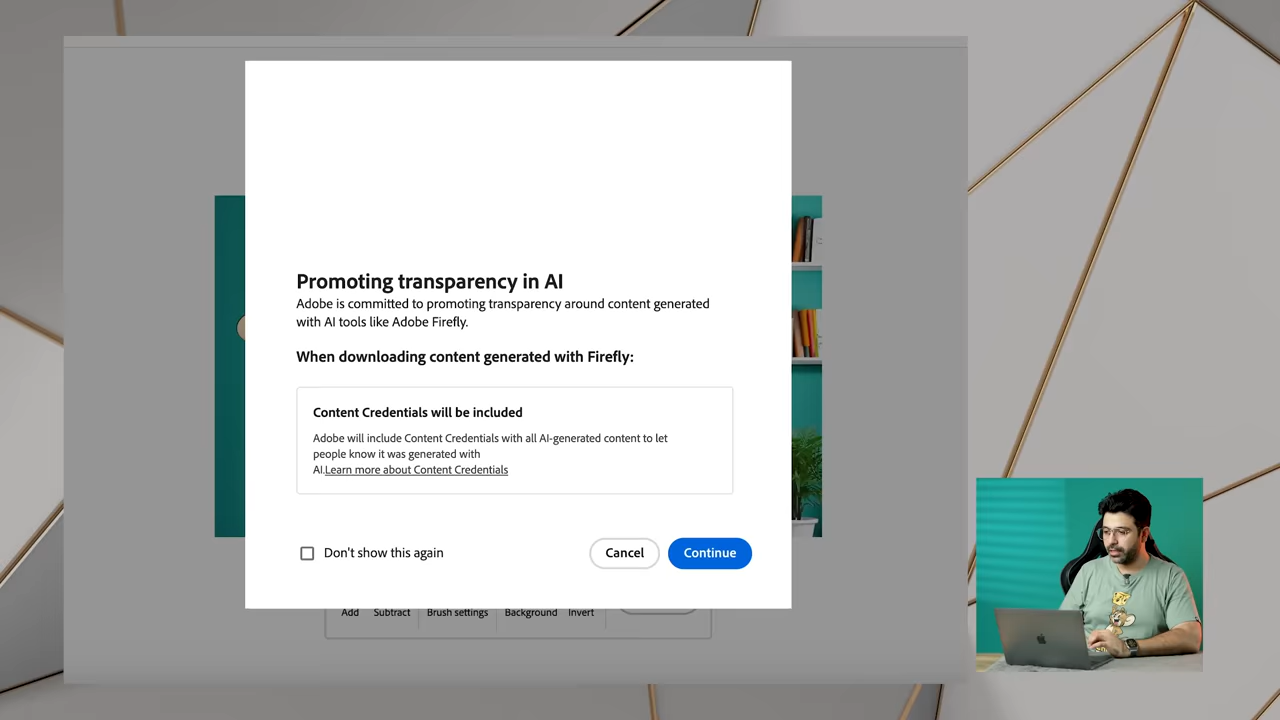 Promoting transparency in AI
Adobe is committed to promoting transparency around content generated
with AI tools like Adobe Firefly.
When downloading content generated with Firefly:
Content Credentials will be included
Adobe will include Content Credentials with all AI-generated content to let
people know it was generated with
AI.Learn more about Content Credentials
Don't show this again
Cancel
Continue
Add Subtract Brush settings Background Invert